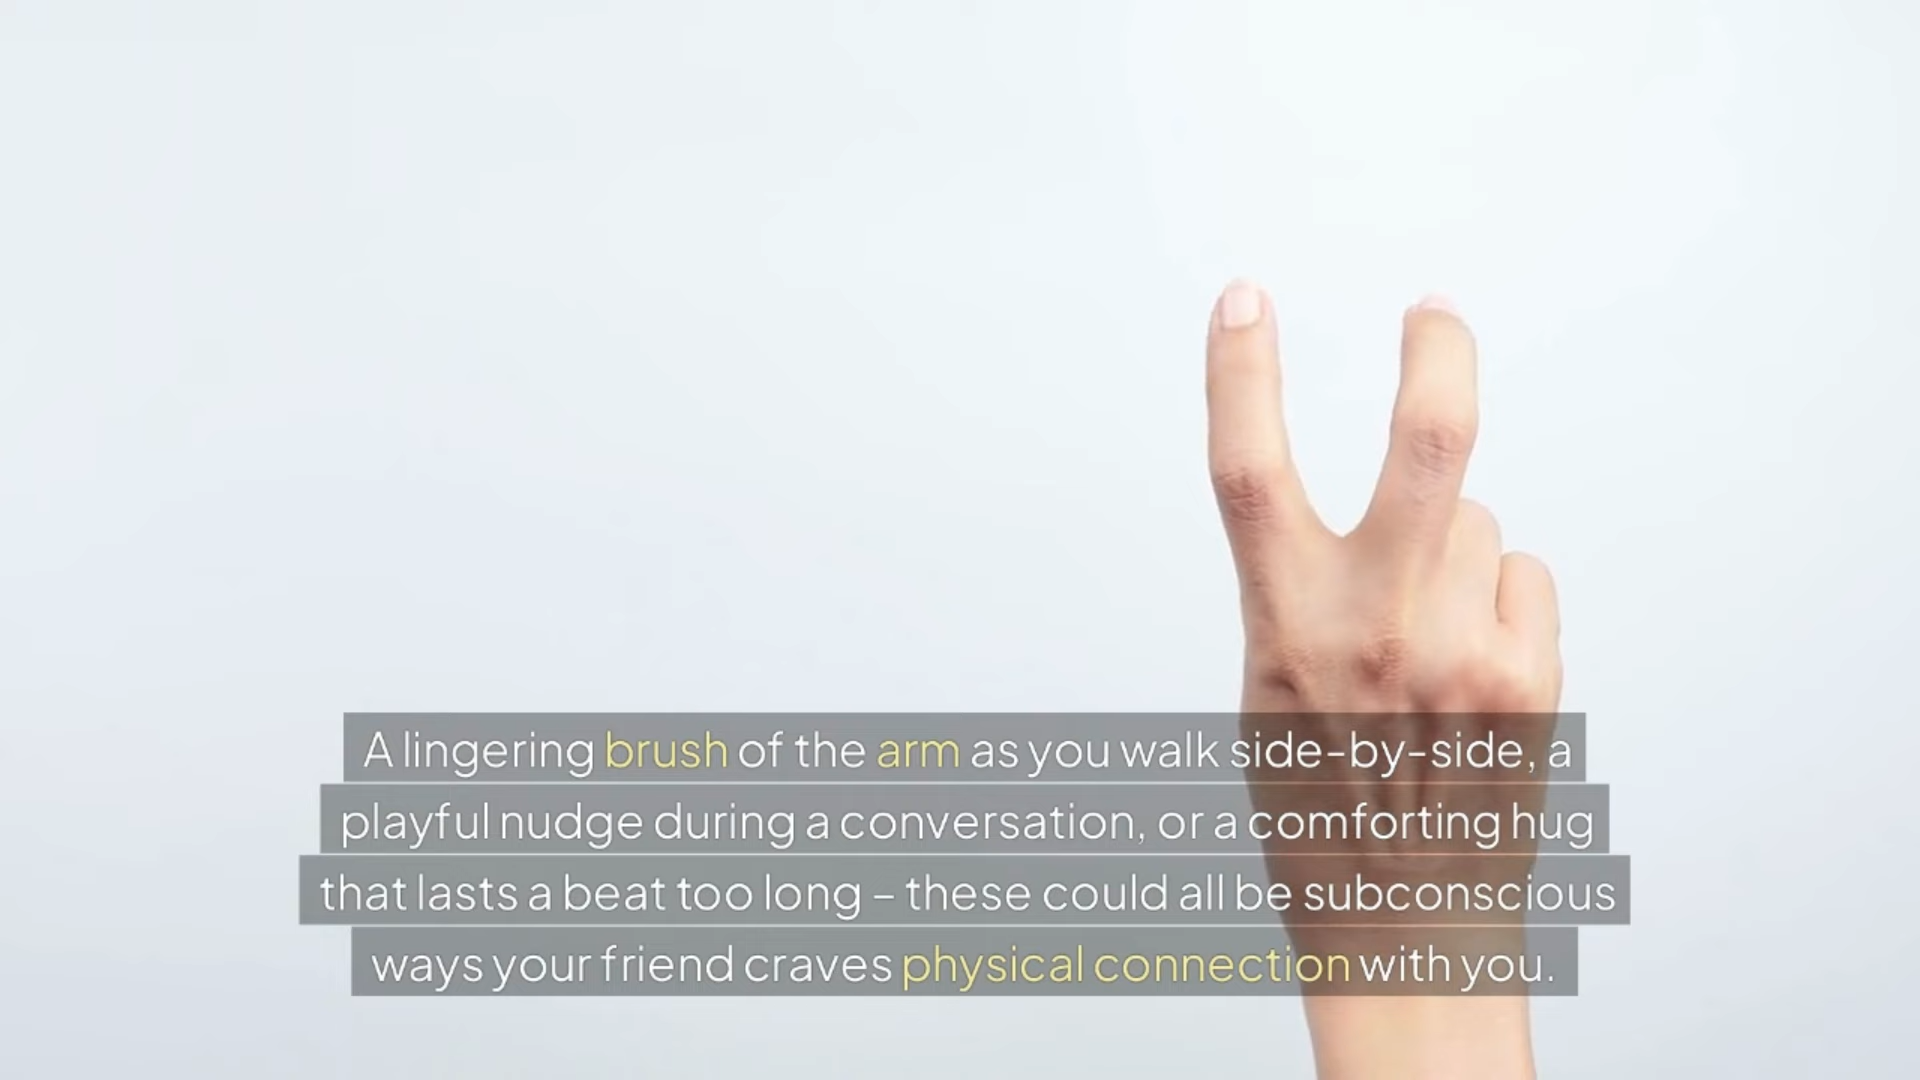 A lingering brush of the arm as you walk side-by-side, a
playful nudge during a conversation, or a comforting hug
that lasts a beat too long – these could all be subconscious
ways your friend craves physical connection with you.